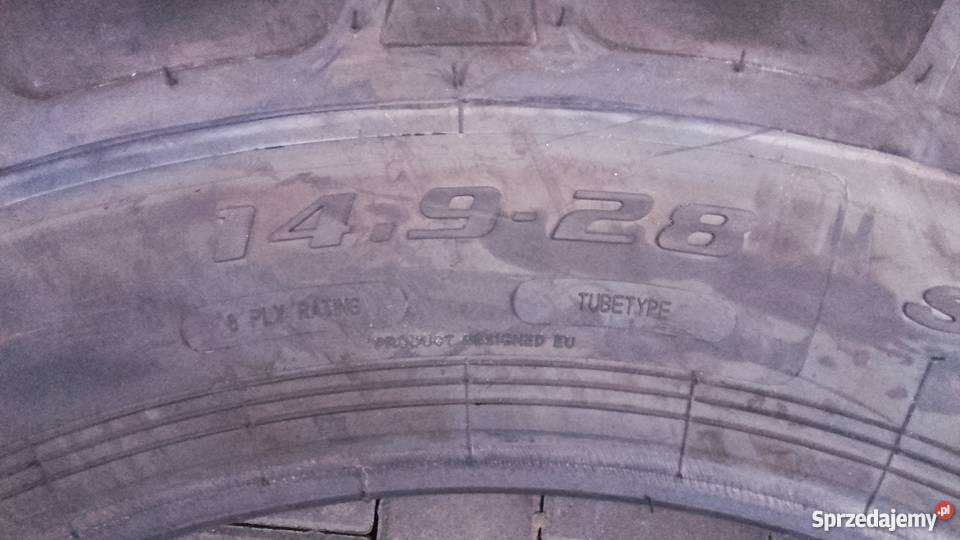 14.9-28
8 PLY RATING
TUBETYPE
PRODUCT DESIGNED EU
S
Sprzedajemy.pl